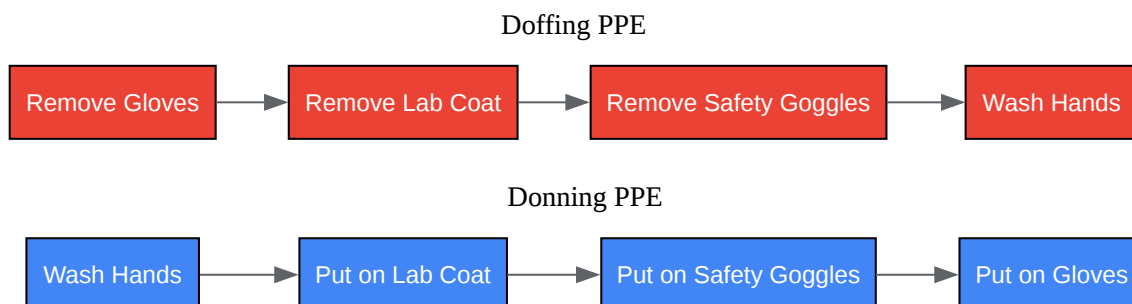 Doffing PPE
Remove Gloves
Remove Lab Coat
Remove Safety Goggles
Wash Hands
Donning PPE
Wash Hands
Put on Lab Coat
Put on Safety Goggles
Put on Gloves